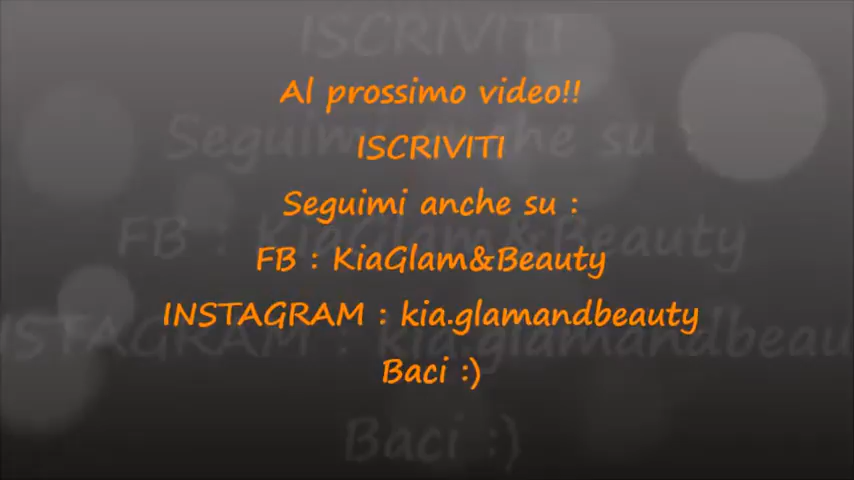 Al prossimo video!!
ISCRIVITI
Seguimi anche su :
FB : KiaGlam&Beauty
INSTAGRAM : kia.glamandbeauty
Baci :)